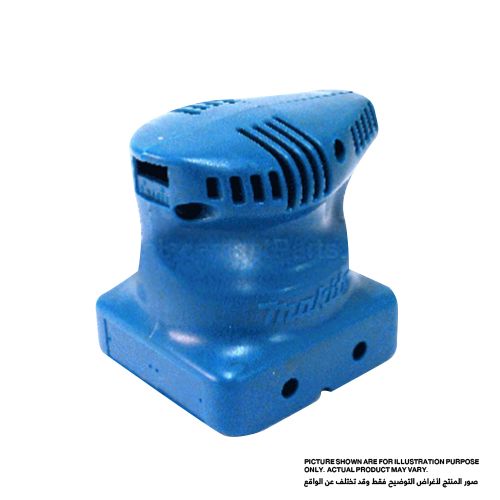 makita
PICTURE SHOWN ARE FOR ILLUSTRATION PURPOSE
ONLY. ACTUAL PRODUCT MAY VARY.
صور المنتج لأغراض التوضيح فقط وقد تختلف عن الواقع